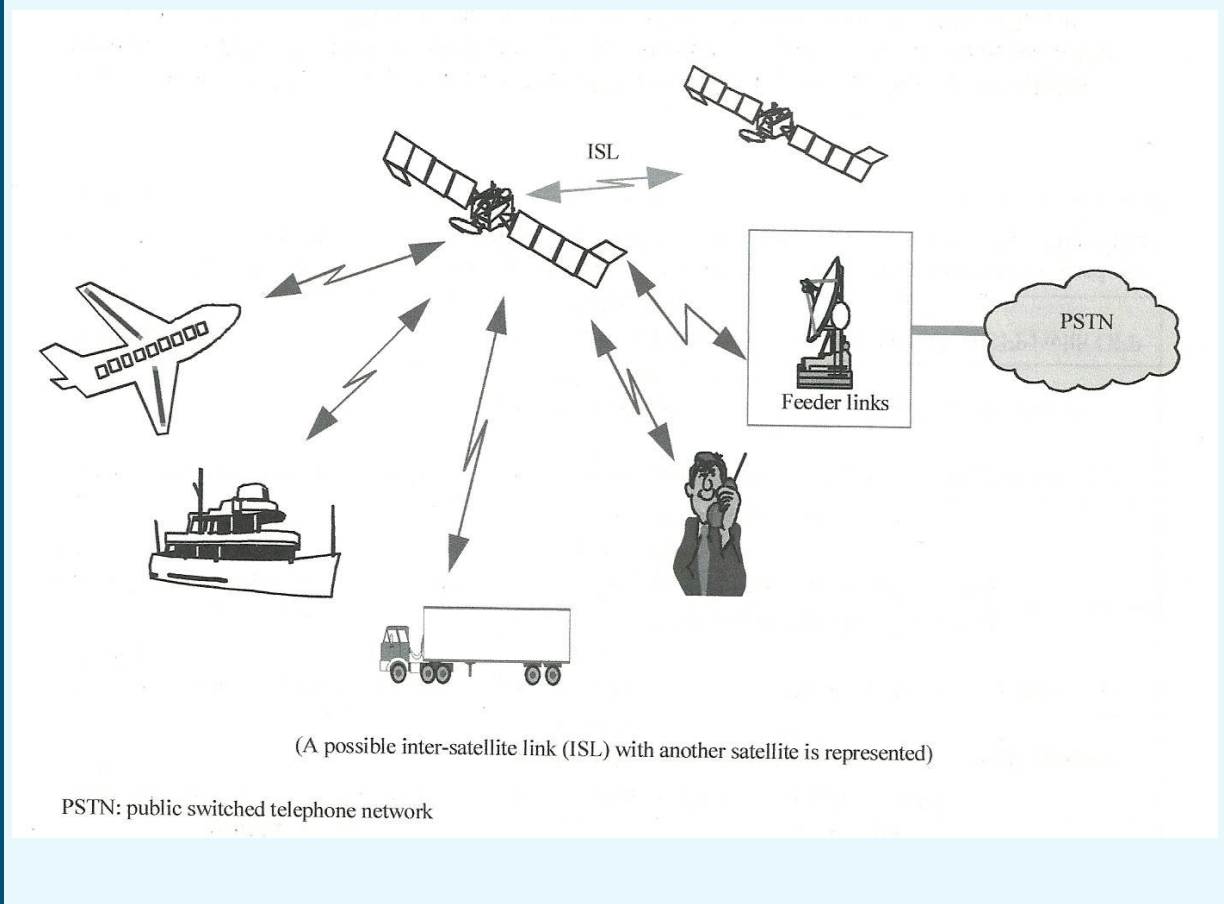 ISL
PSTN
Feeder links
(A possible inter-satellite link (ISL) with another satellite is represented)
PSTN: public switched telephone network